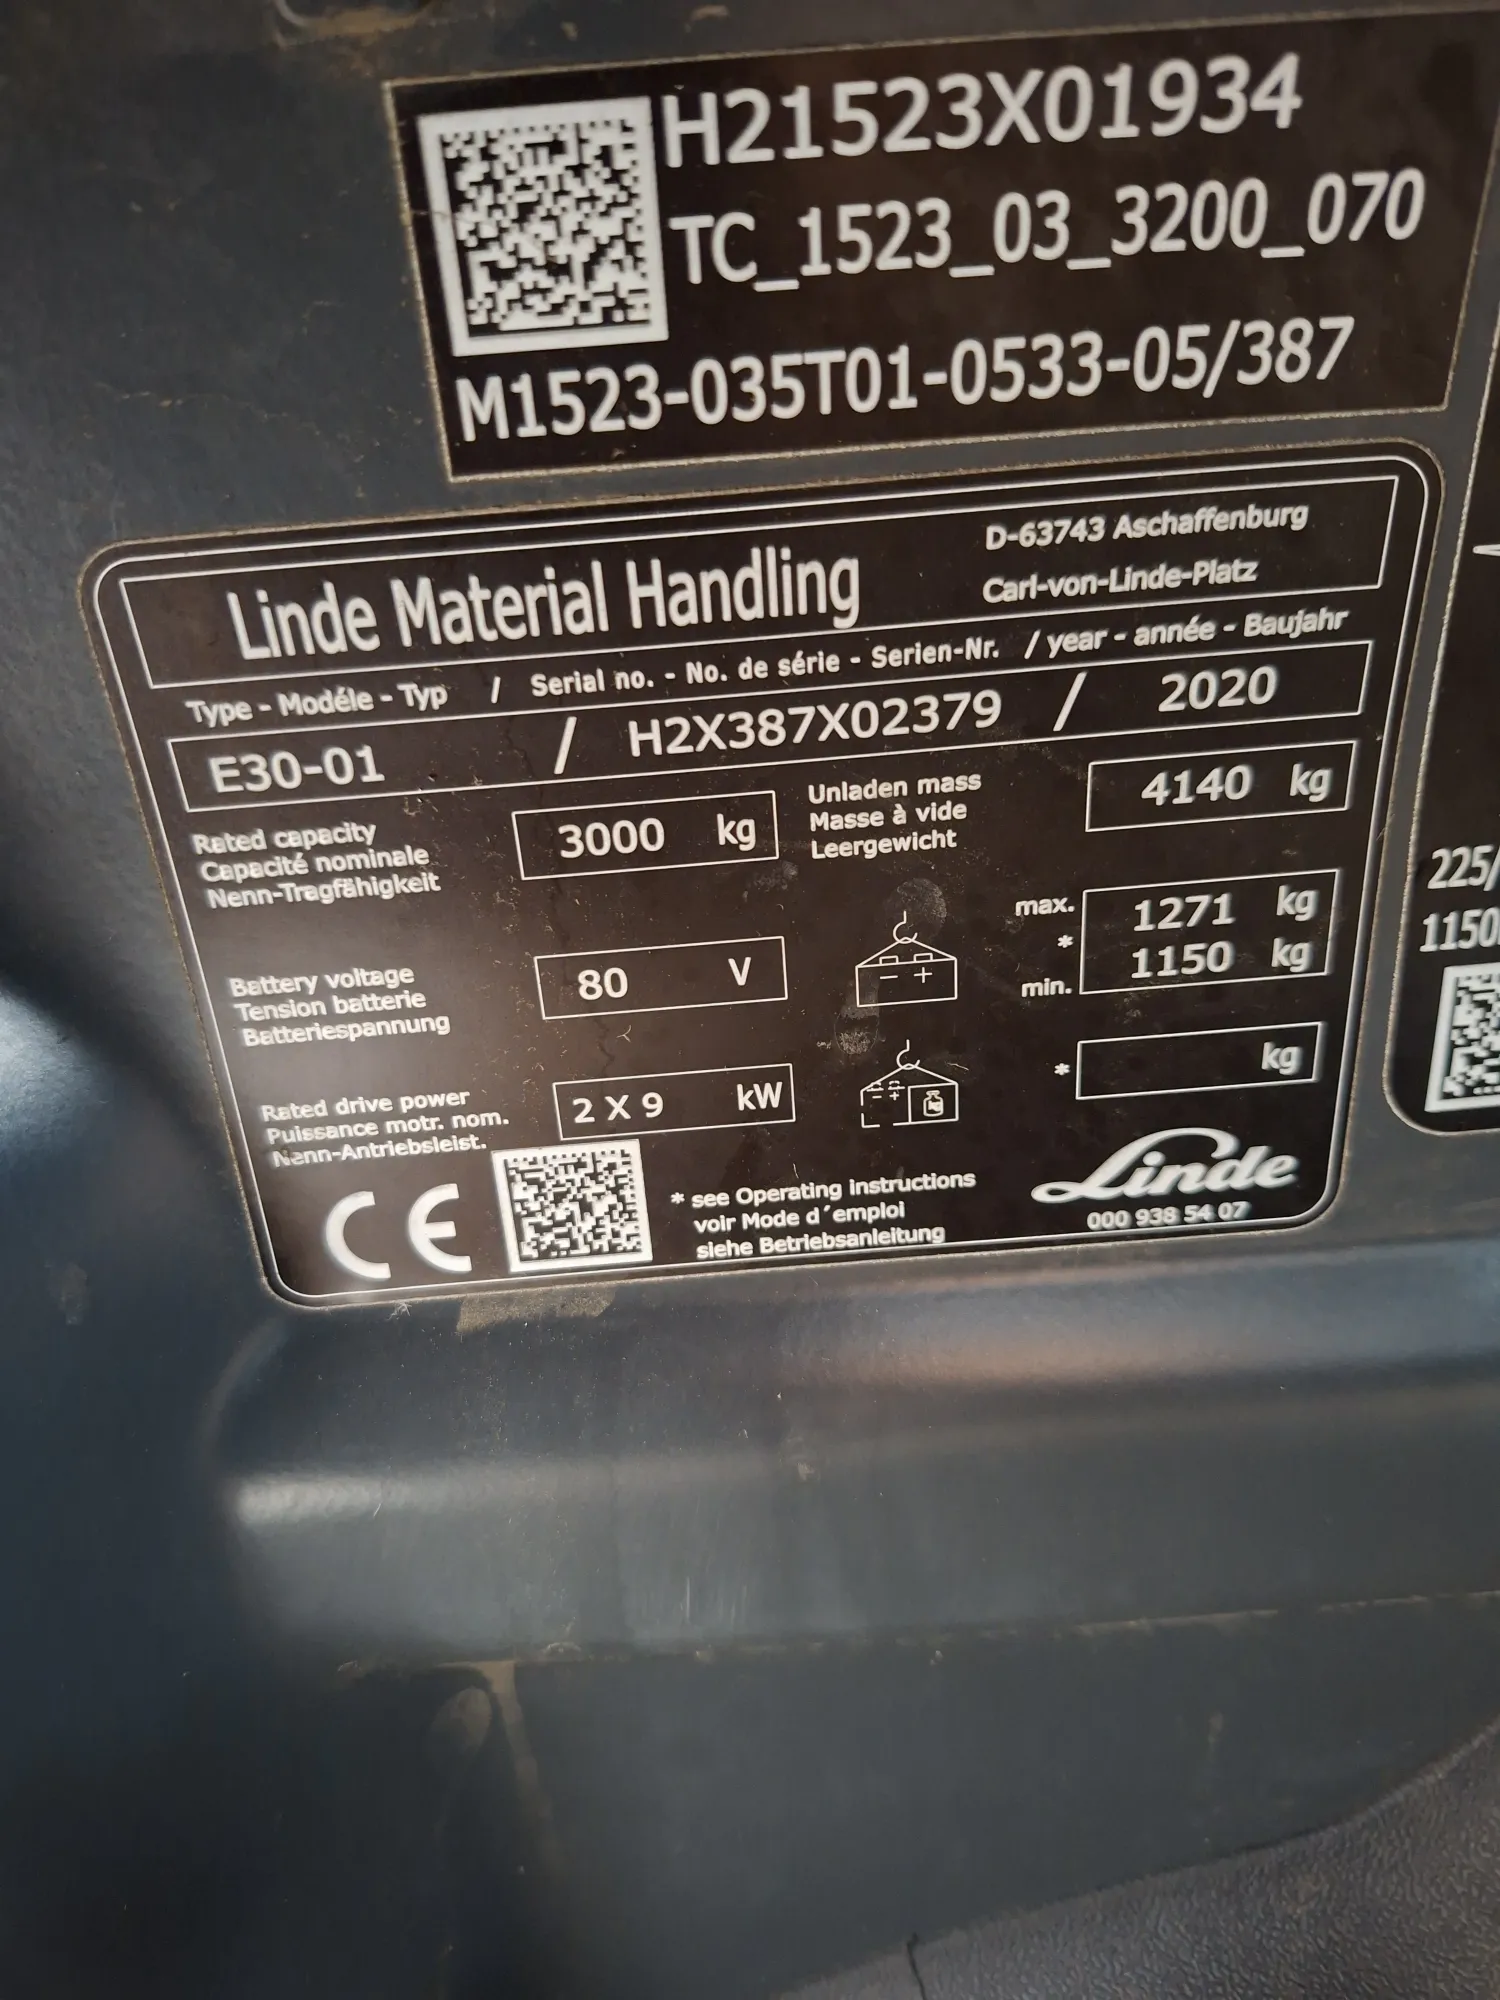 H21523X01934
TC_1523_03_3200_070
M1523-035T01-0533-05/387
Linde Material Handling
D-63743 Aschaffenburg
Carl-von-Linde-Platz
Type - Modéle - Typ / Serial no. - No. de série - Serien-Nr. / year - année - Baujahr
E30-01 / H2X387X02379 / 2020
Rated capacity
Capacité nominale
Nenn-Tragfähigkeit
3000 kg
Unladen mass
Masse à vide
Leergewicht
4140 kg
Battery voltage
Tension batterie
Batteriespannung
80 V
- +
max.
*
min.
1271 kg
1150 kg
Rated drive power
Puissance motr. nom.
Nenn-Antriebsleist.
2 X 9 kW
- +
* kg
CE
* see Operating instructions
voir Mode d´emploi
siehe Betriebsanleitung
Linde
000 938 54 07
225/
1150